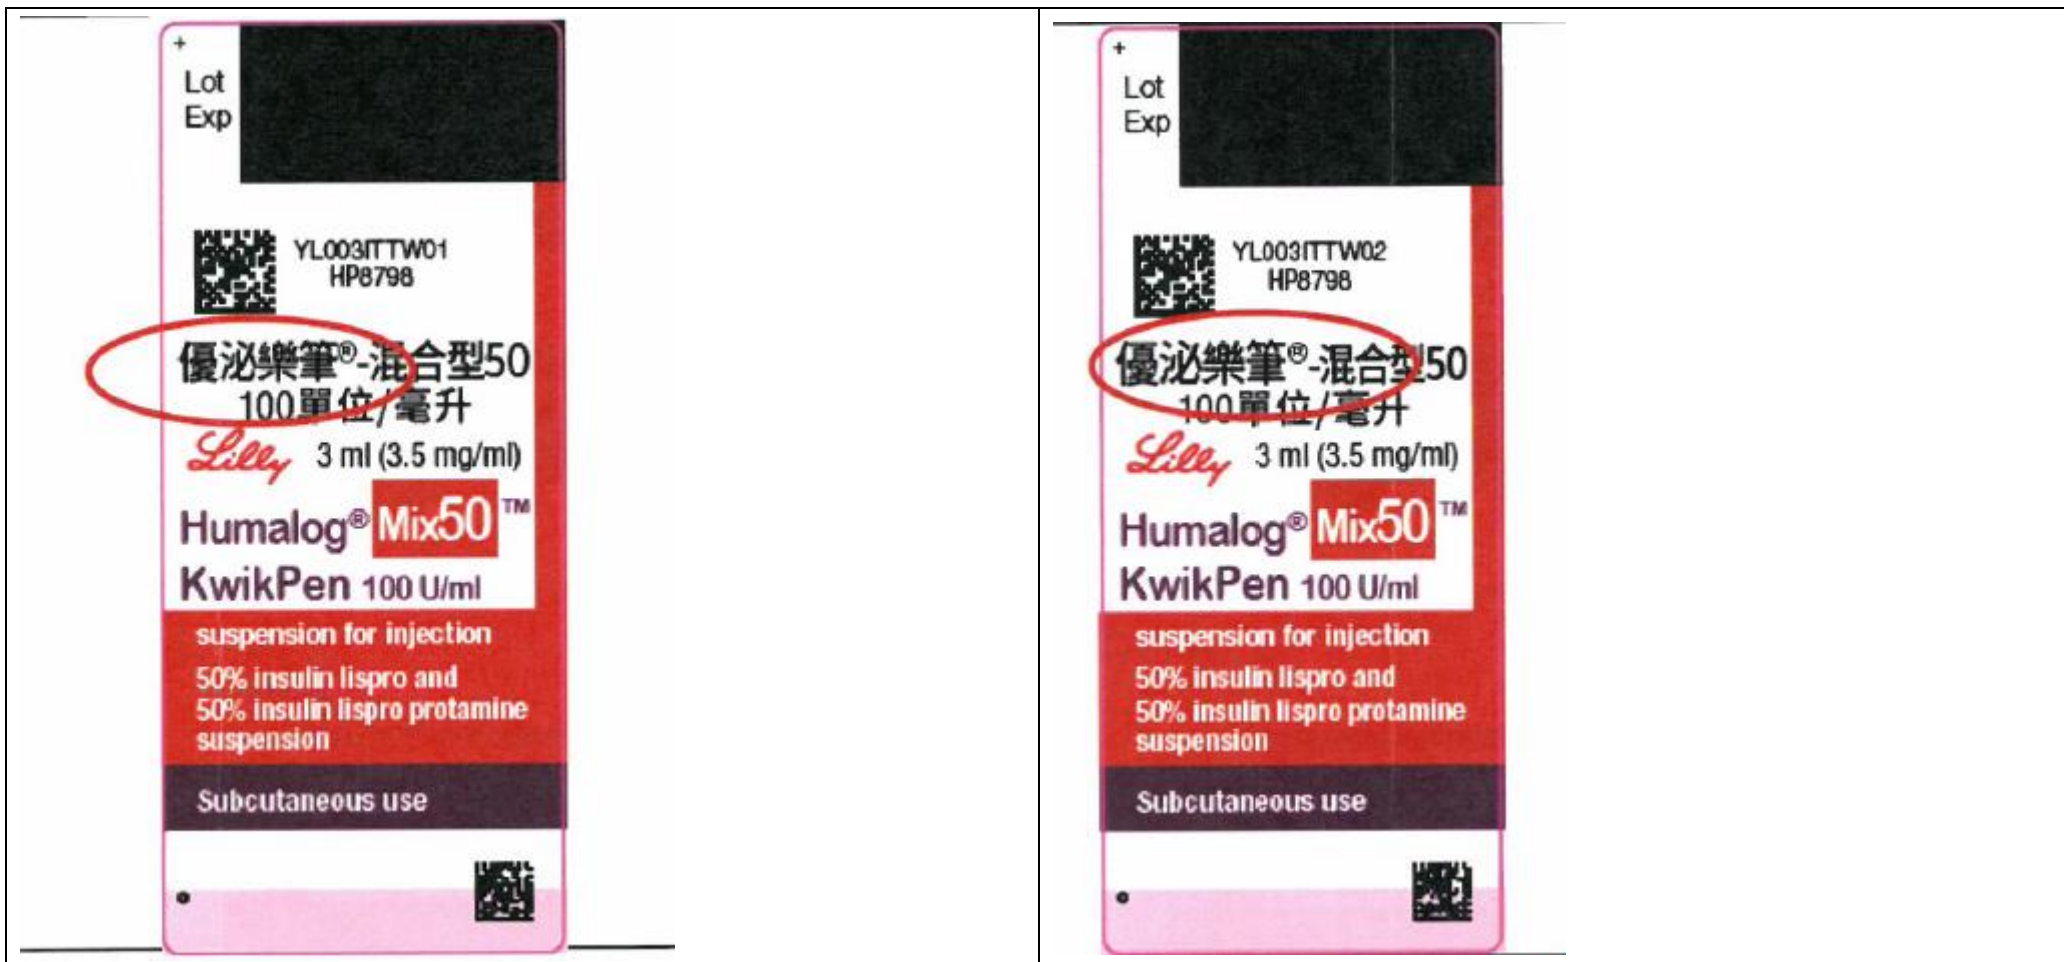 +
Lot
Exp
YL003ITTW01
HP8798
優泌樂筆®-混合型50
100單位/毫升
Lilly 3 ml (3.5 mg/ml)
Humalog® Mix50™
KwikPen 100 U/ml
suspension for injection
50% insulin lispro and
50% insulin lispro protamine
suspension
Subcutaneous use
+
Lot
Exp
YL003ITTW02
HP8798
優泌樂筆®-混合型50
100單位/毫升
Lilly 3 ml (3.5 mg/ml)
Humalog® Mix50™
KwikPen 100 U/ml
suspension for injection
50% insulin lispro and
50% insulin lispro protamine
suspension
Subcutaneous use